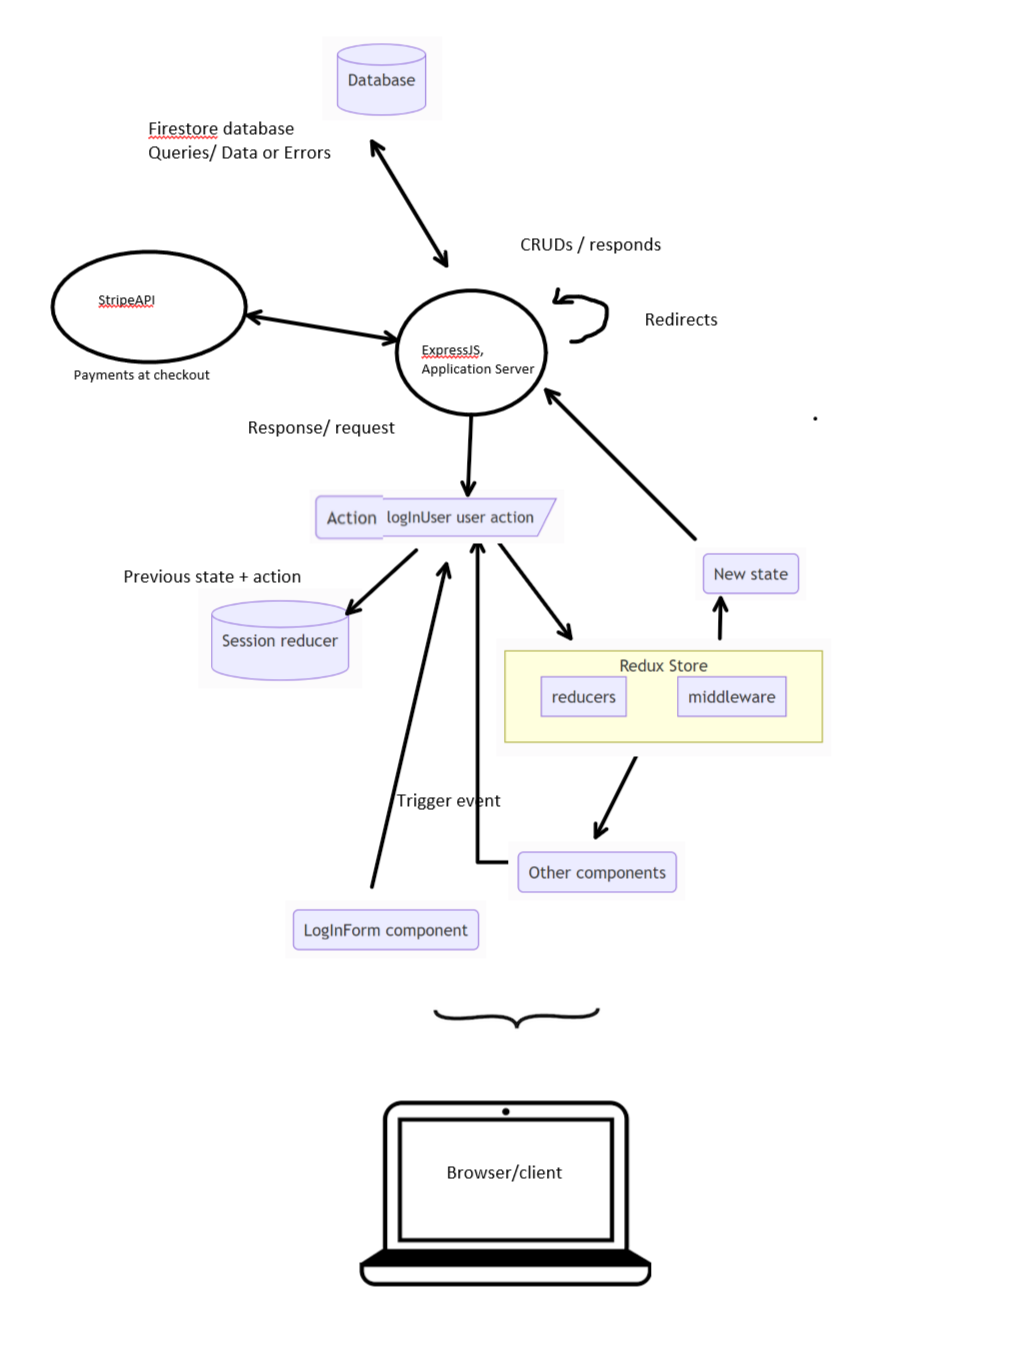 Database
Firestore database
Queries/ Data or Errors
CRUDs / responds
StripeAPI
Redirects
ExpressJS,
Application Server
Payments at checkout
Response/ request
Action logInUser user action
New state
Previous state + action
Session reducer
Redux Store
reducers middleware
Trigger event
Other components
LogInForm component
Browser/client